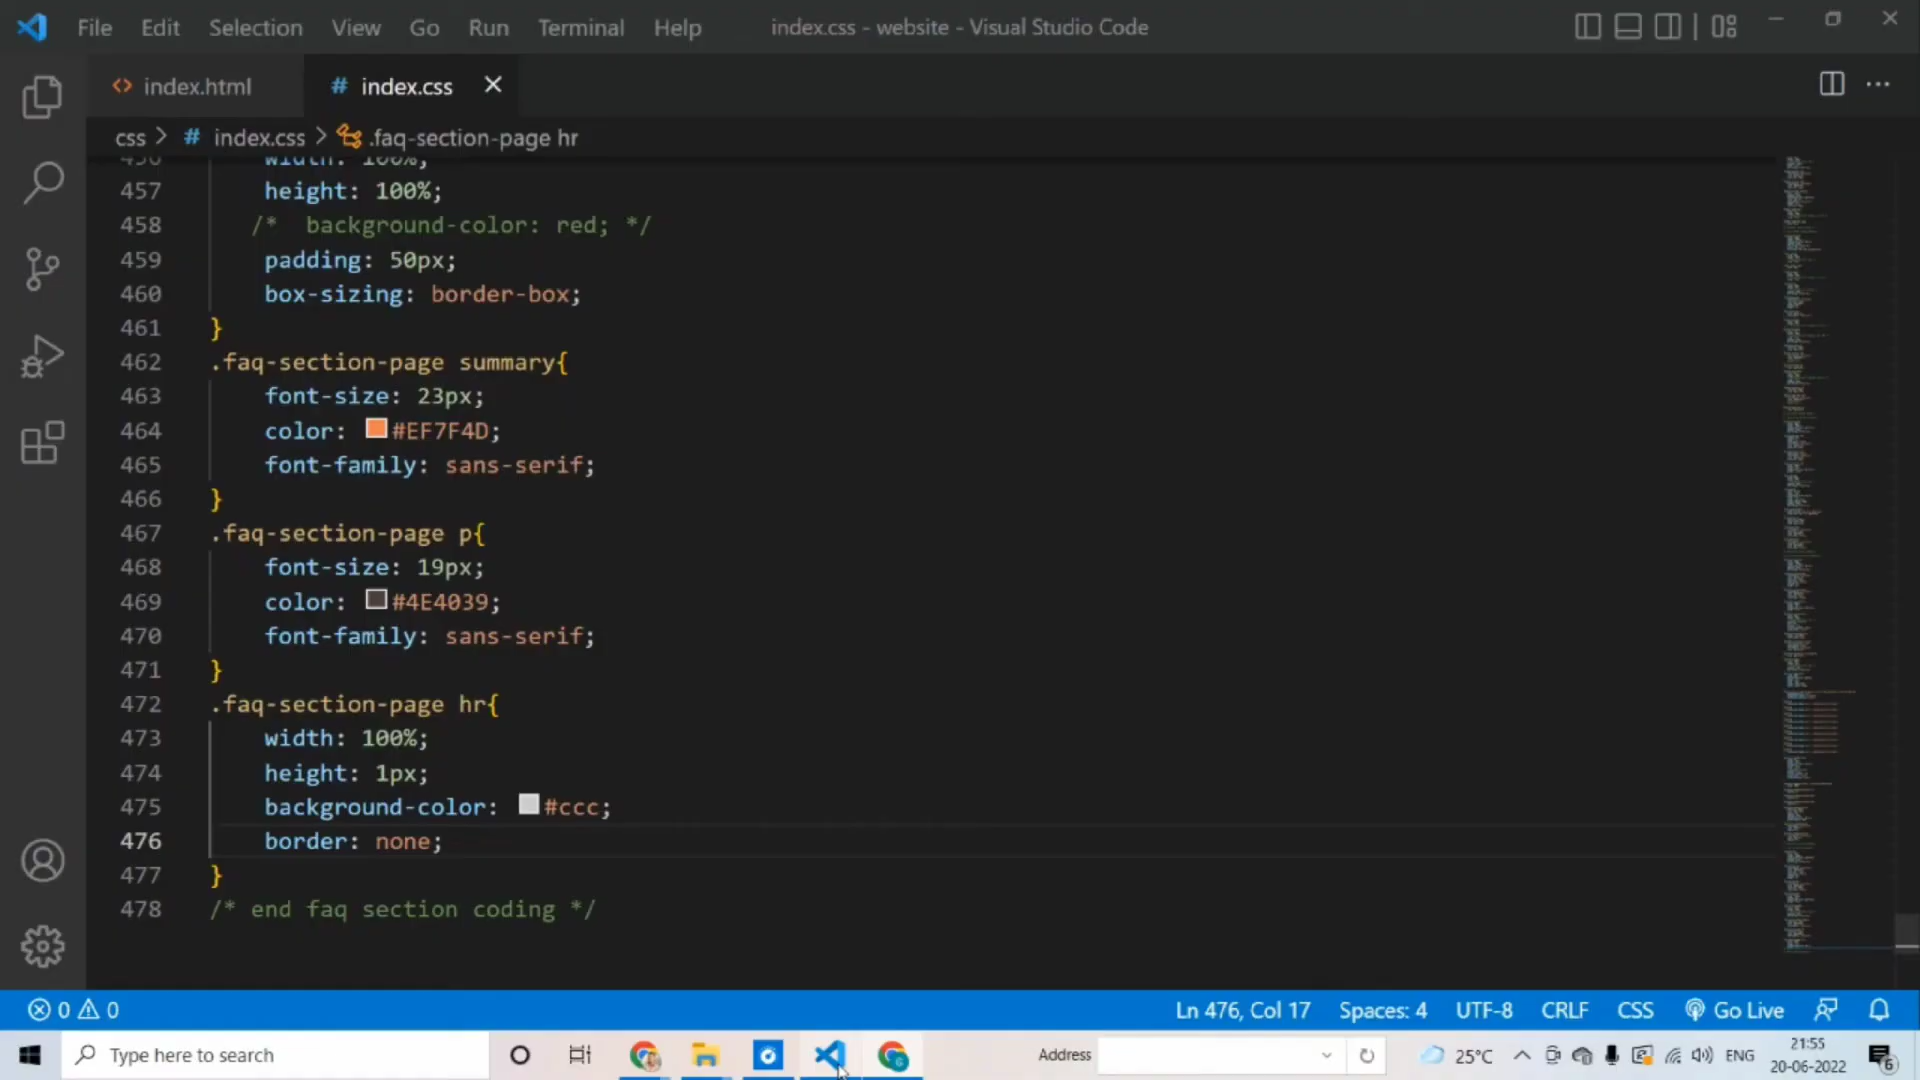 File Edit Selection View Go Run Terminal Help index.css - website - Visual Studio Code
index.html # index.css
css > # index.css > .faq-section-page hr
456 width: 100%;
457 height: 100%;
458 /*  background-color: red; */
459 padding: 50px;
460 box-sizing: border-box;
461 }
462 .faq-section-page summary{
463 font-size: 23px;
464 color: #EF7F4D;
465 font-family: sans-serif;
466 }
467 .faq-section-page p{
468 font-size: 19px;
469 color: #4E4039;
470 font-family: sans-serif;
471 }
472 .faq-section-page hr{
473 width: 100%;
474 height: 1px;
475 background-color: #ccc;
476 border: none;
477 }
478 /* end faq section coding */
0 0 Ln 476, Col 17 Spaces: 4 UTF-8 CRLF CSS Go Live
Type here to search Address 25°C ENG 21:55
20-06-2022 6